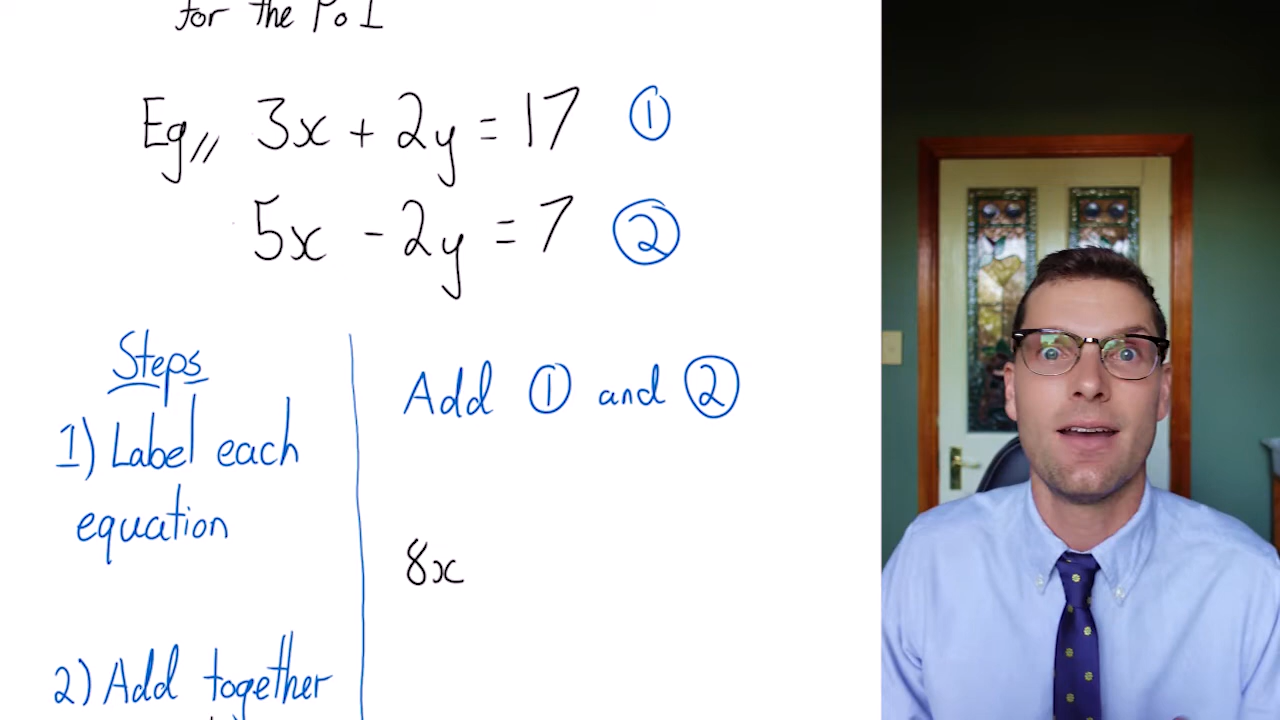 for the PoI
Eg// 3x + 2y = 17 ①
5x - 2y = 7 ②
Steps
1) Label each
equation
2) Add together
Add ① and ②
8x